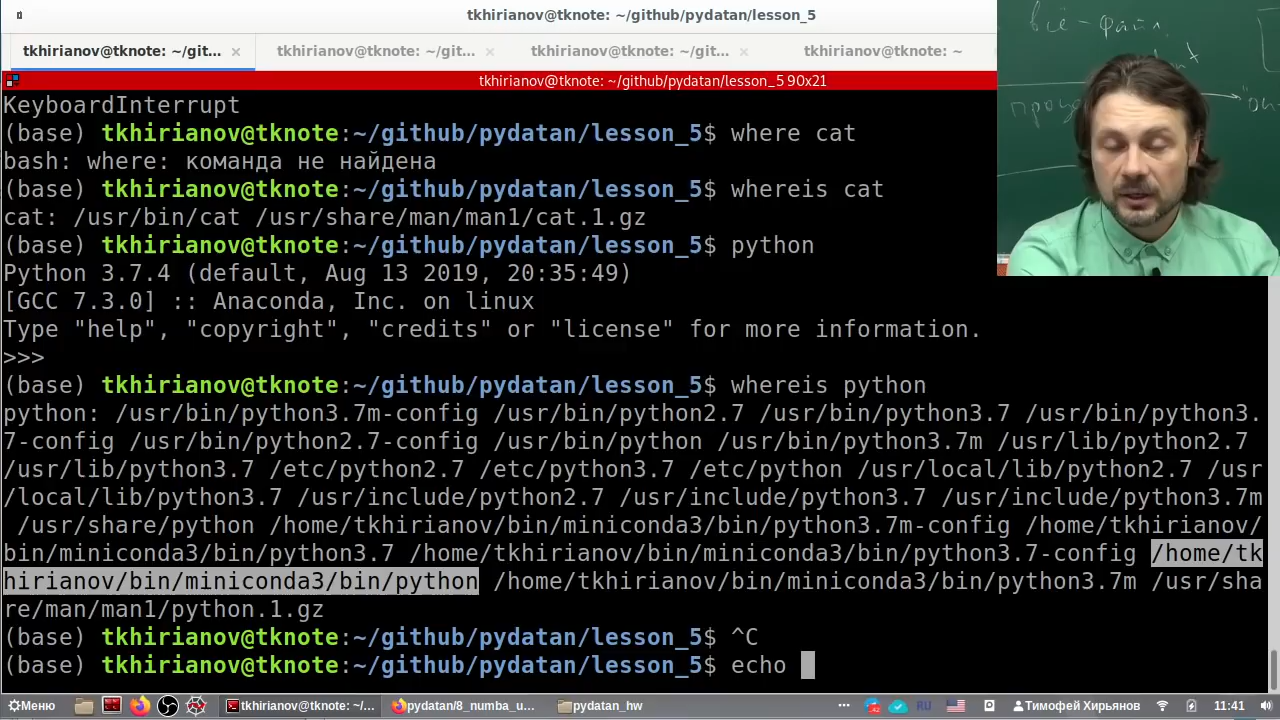 tkhirianov@tknote: ~/github/pydatan/lesson_5
tkhirianov@tknote: ~/git... × tkhirianov@tknote: ~/git... × tkhirianov@tknote: ~/git... × tkhirianov@tknote: ~
tkhirianov@tknote: ~/github/pydatan/lesson_5 90x21
всё - файл
KeyboardInterrupt
(base) tkhirianov@tknote:~/github/pydatan/lesson_5$ where cat
bash: where: команда не найдена
(base) tkhirianov@tknote:~/github/pydatan/lesson_5$ whereis cat
cat: /usr/bin/cat /usr/share/man/man1/cat.1.gz
(base) tkhirianov@tknote:~/github/pydatan/lesson_5$ python
Python 3.7.4 (default, Aug 13 2019, 20:35:49)
[GCC 7.3.0] :: Anaconda, Inc. on linux
Type "help", "copyright", "credits" or "license" for more information.
>>>
(base) tkhirianov@tknote:~/github/pydatan/lesson_5$ whereis python
python: /usr/bin/python3.7m-config /usr/bin/python2.7 /usr/bin/python3.7 /usr/bin/python3.
7-config /usr/bin/python2.7-config /usr/bin/python /usr/bin/python3.7m /usr/lib/python2.7
/usr/lib/python3.7 /etc/python2.7 /etc/python3.7 /etc/python /usr/local/lib/python2.7 /usr
/local/lib/python3.7 /usr/include/python2.7 /usr/include/python3.7 /usr/include/python3.7m
/usr/share/python /home/tkhirianov/bin/miniconda3/bin/python3.7m-config /home/tkhirianov/
bin/miniconda3/bin/python3.7 /home/tkhirianov/bin/miniconda3/bin/python3.7-config /home/tk
hirianov/bin/miniconda3/bin/python /home/tkhirianov/bin/miniconda3/bin/python3.7m /usr/sha
re/man/man1/python.1.gz
(base) tkhirianov@tknote:~/github/pydatan/lesson_5$ ^C
(base) tkhirianov@tknote:~/github/pydatan/lesson_5$ echo
Меню tkhirianov@tknote: ~/... pydatan/8_numba_u... pydatan_hw ... RU Тимофей Хирьянов 11:41